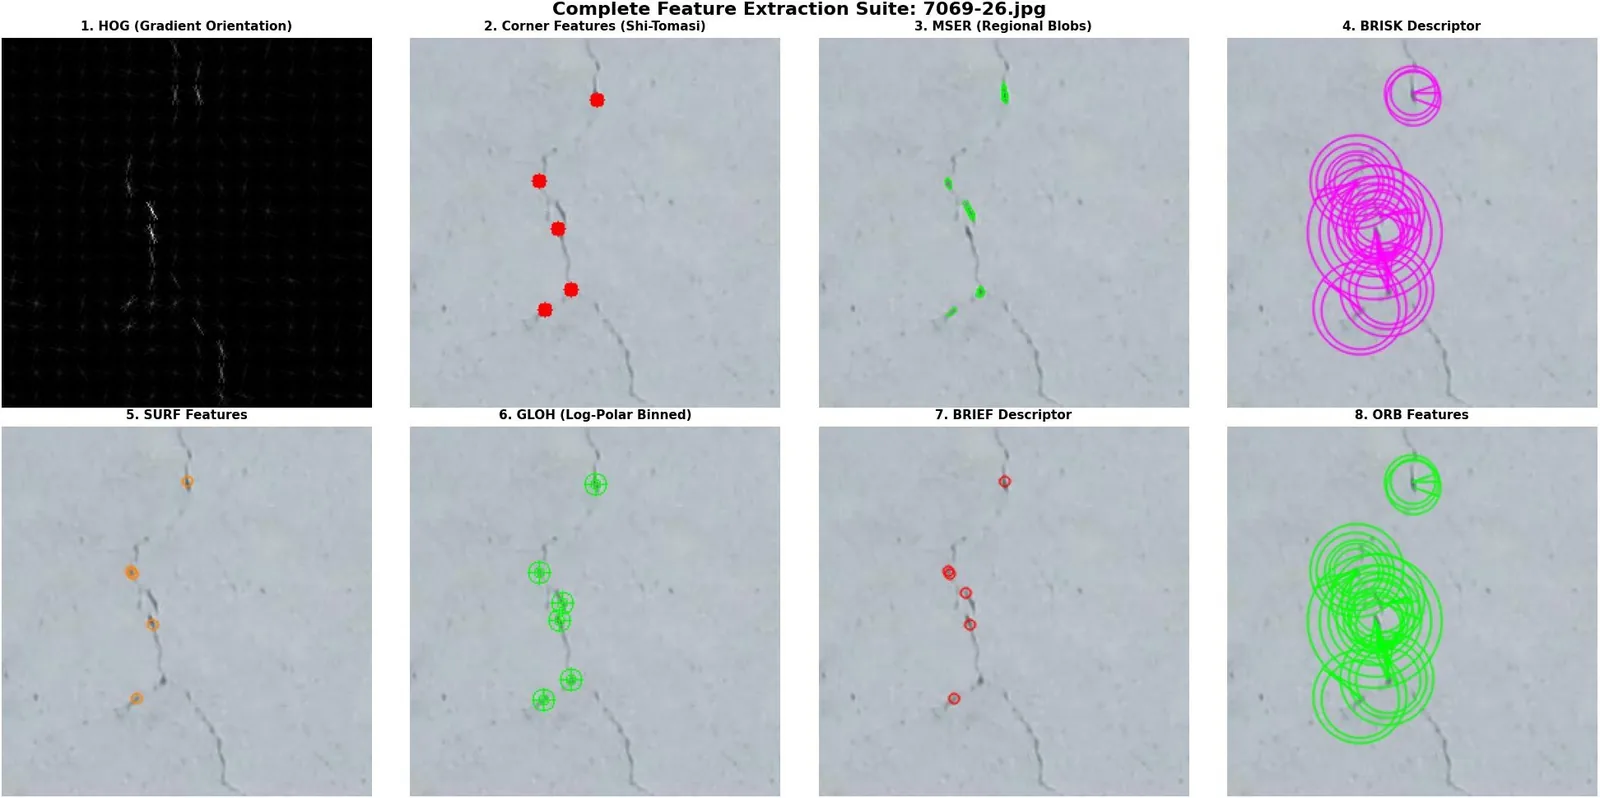 Complete Feature Extraction Suite: 7069-26.jpg
1. HOG (Gradient Orientation)
2. Corner Features (Shi-Tomasi)
3. MSER (Regional Blobs)
4. BRISK Descriptor
5. SURF Features
6. GLOH (Log-Polar Binned)
7. BRIEF Descriptor
8. ORB Features